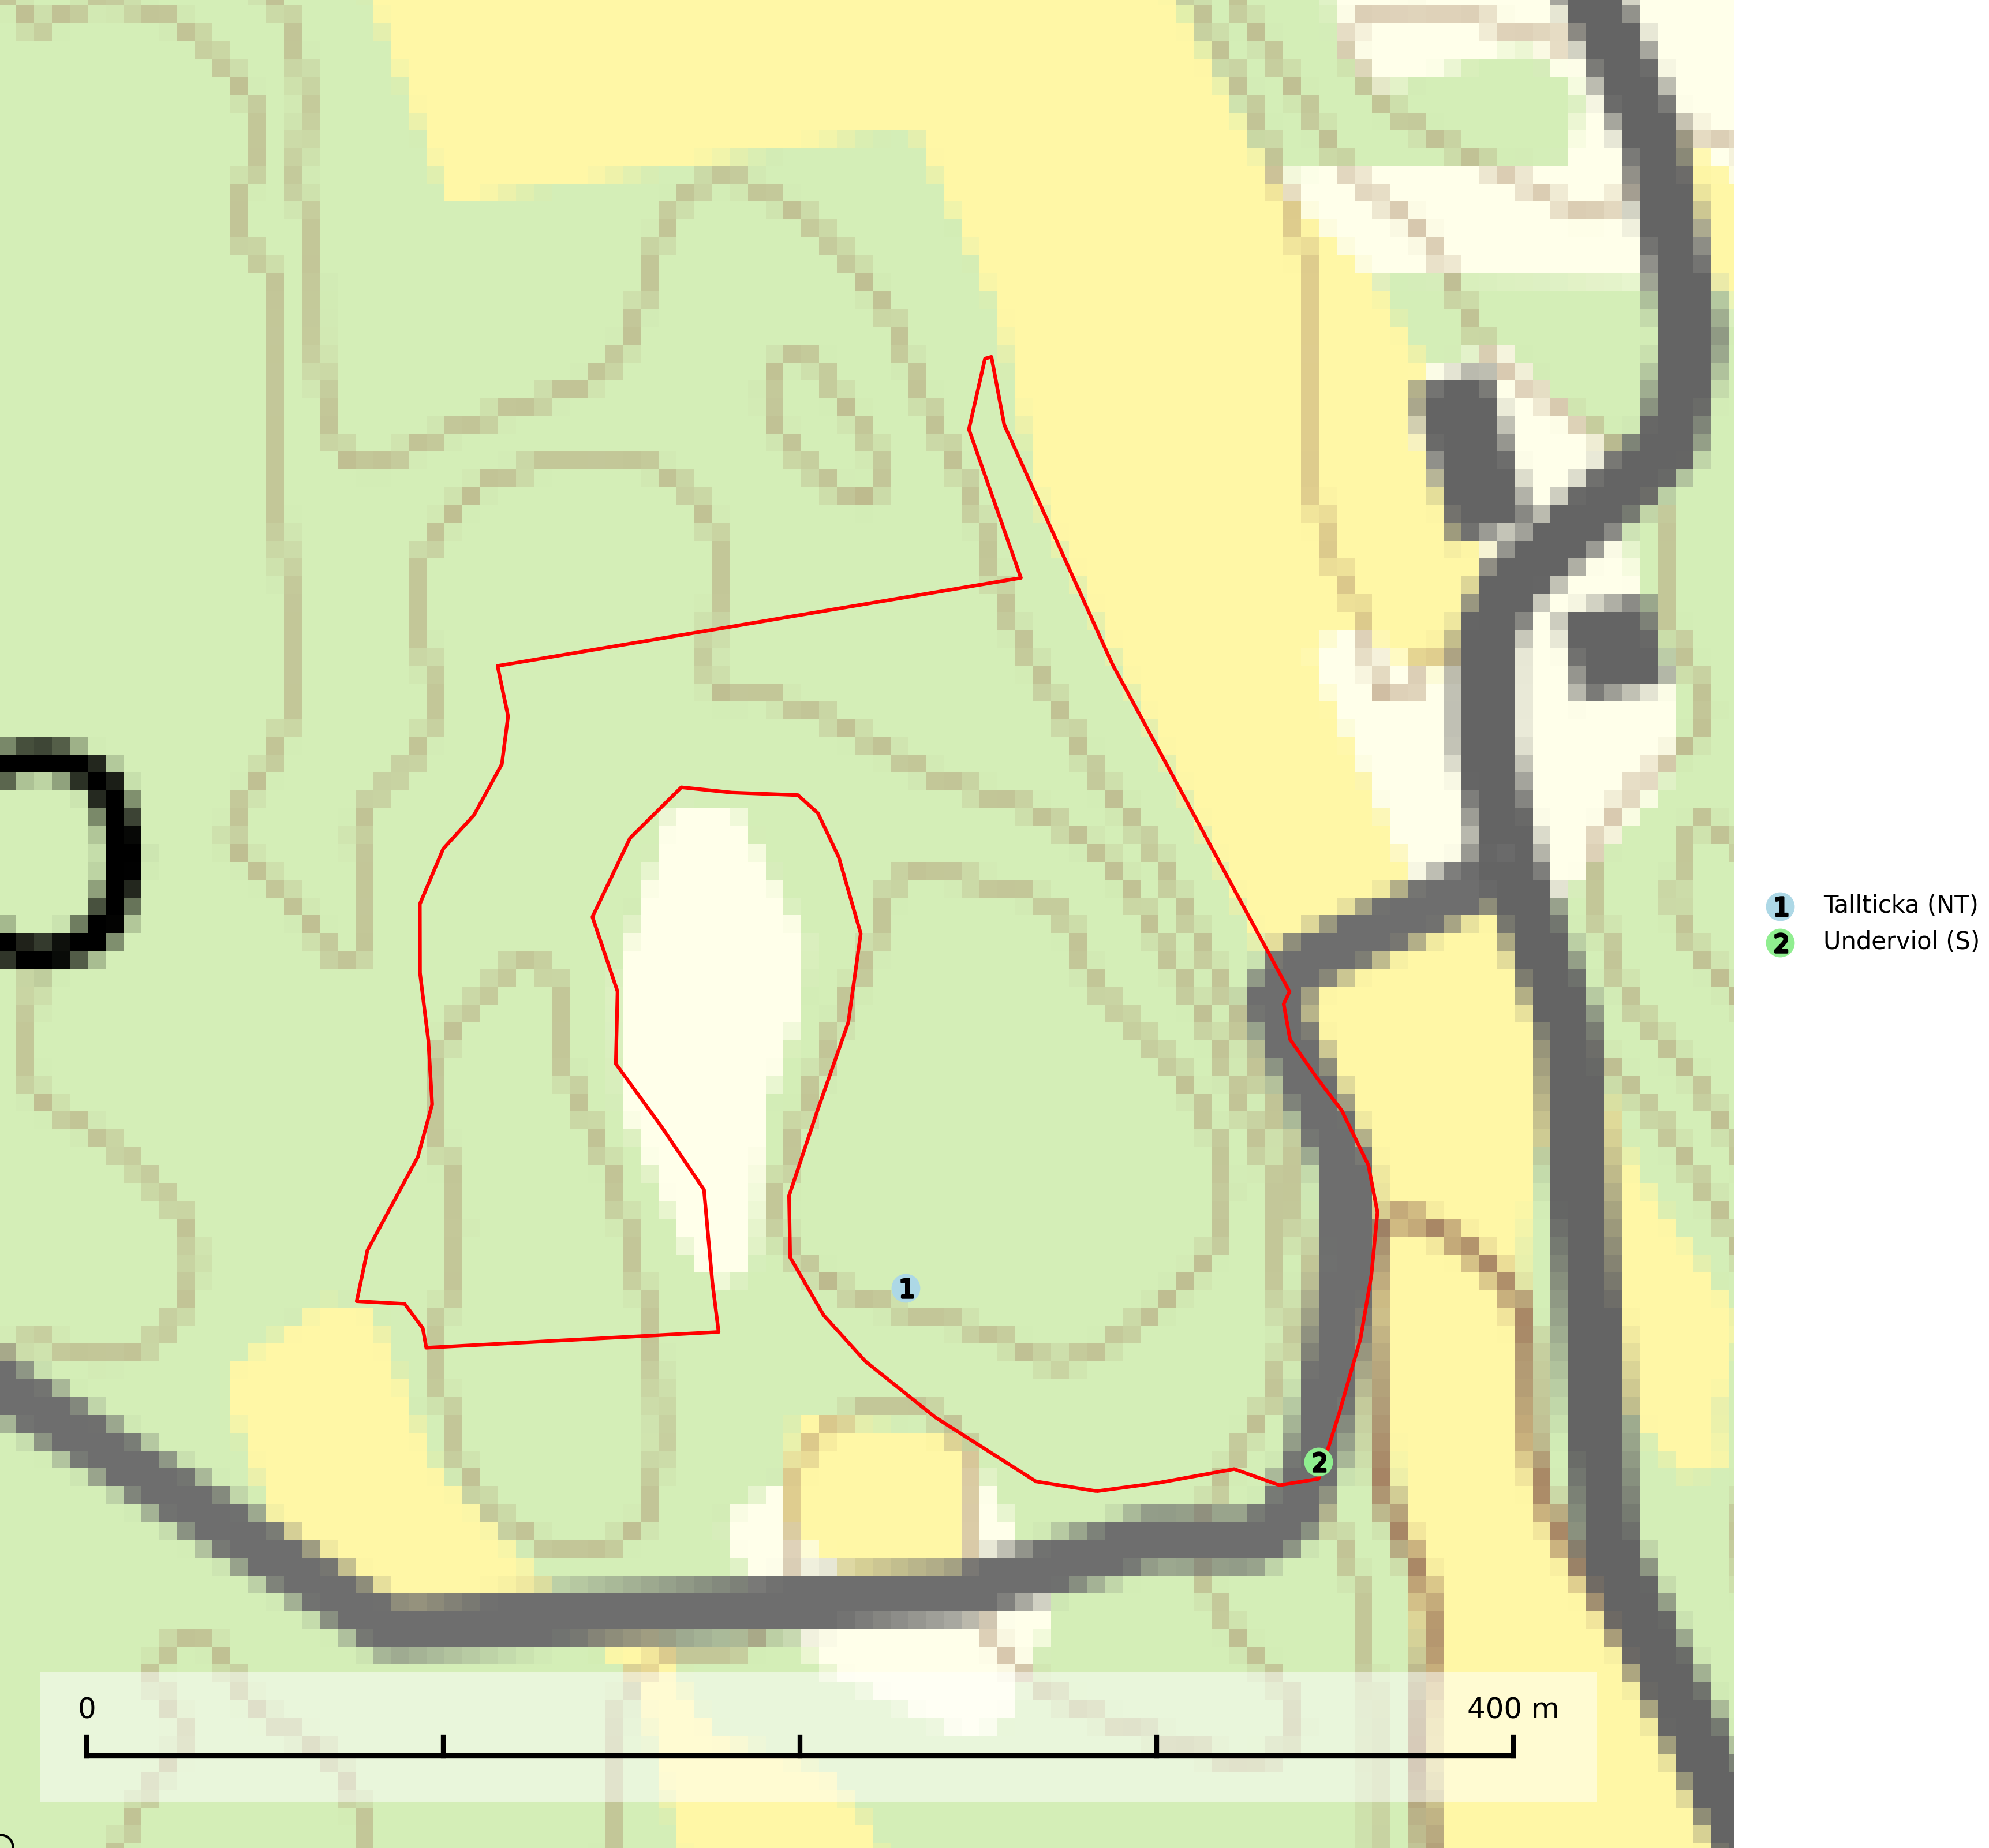 1 Tallticka (NT)
2 Underviol (S)
1
2
0 400 m